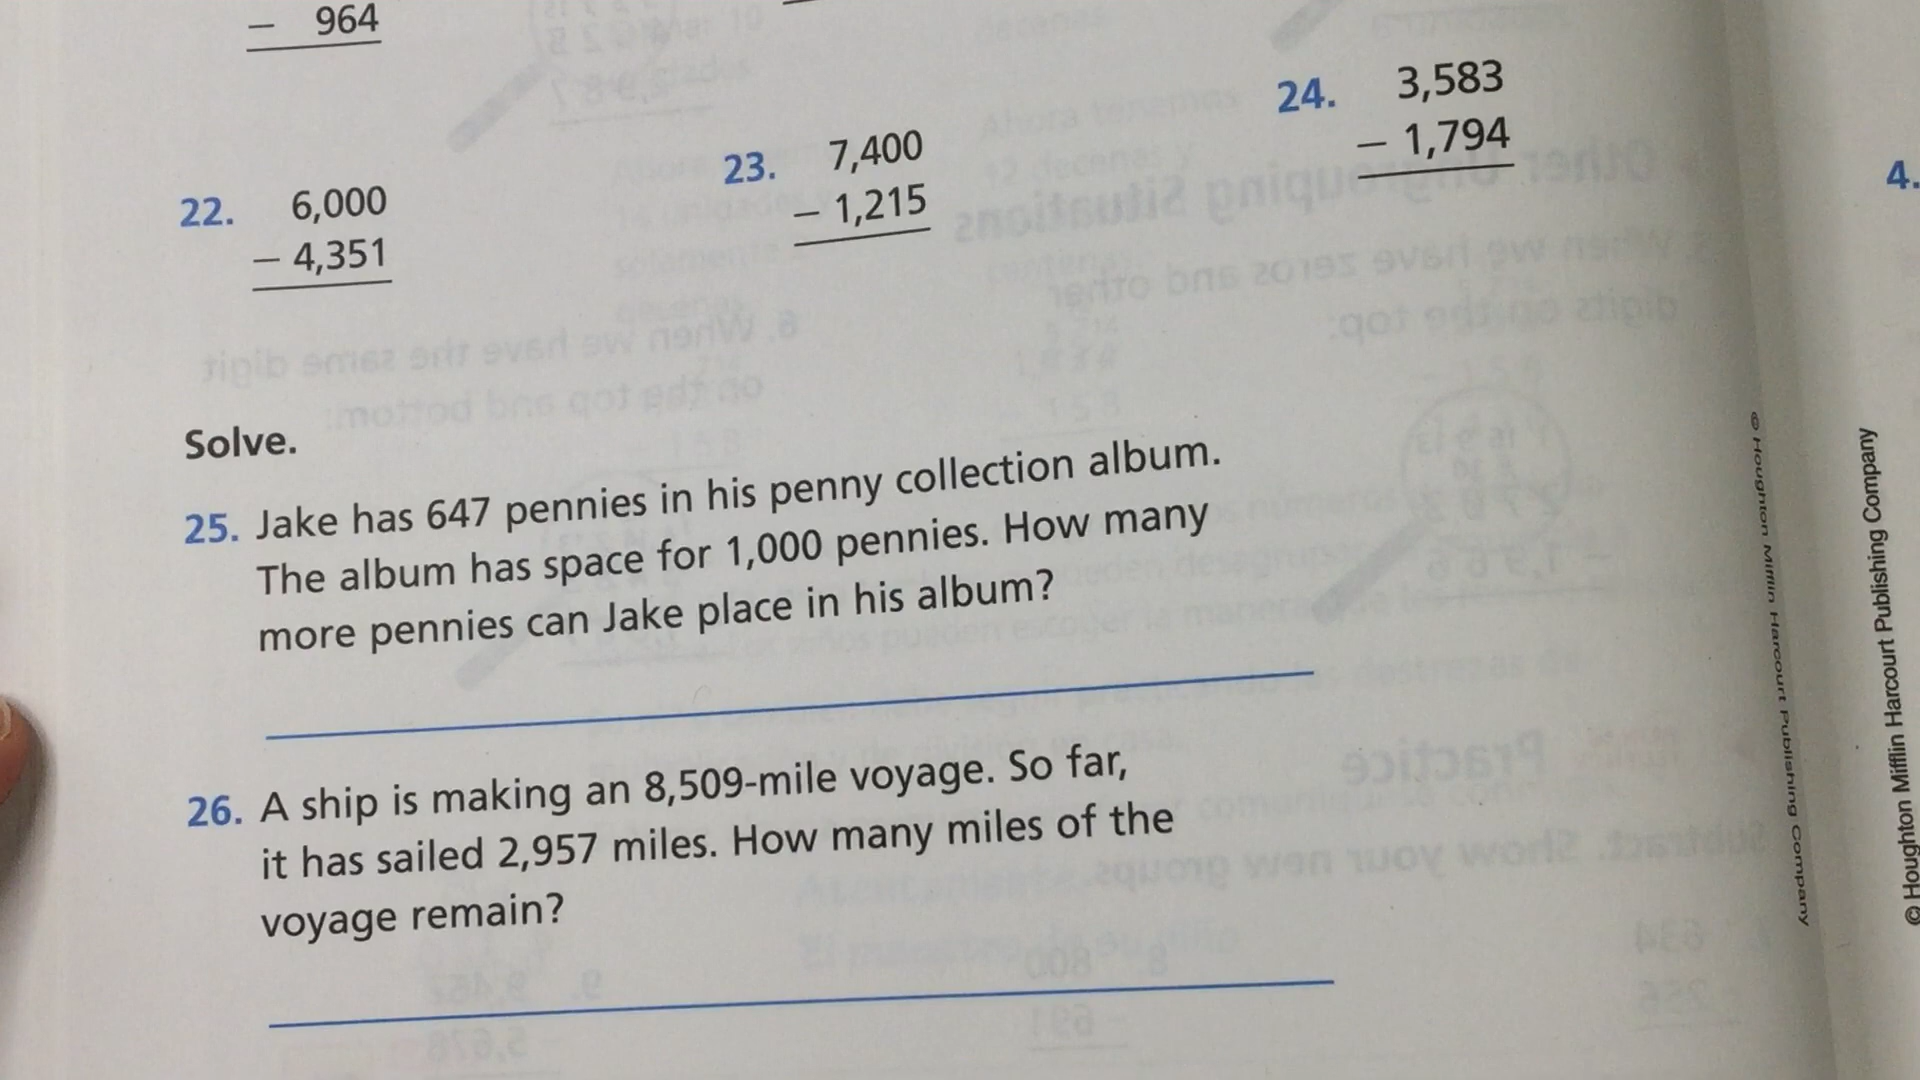 − 964
22. 6,000
− 4,351
23. 7,400
− 1,215
24. 3,583
− 1,794
Solve.
25. Jake has 647 pennies in his penny collection album.
The album has space for 1,000 pennies. How many
more pennies can Jake place in his album?
26. A ship is making an 8,509-mile voyage. So far,
it has sailed 2,957 miles. How many miles of the
voyage remain?
© Houghton Mifflin Harcourt Publishing Company
© Houghton Mifflin Harcourt Publishing Company
4.